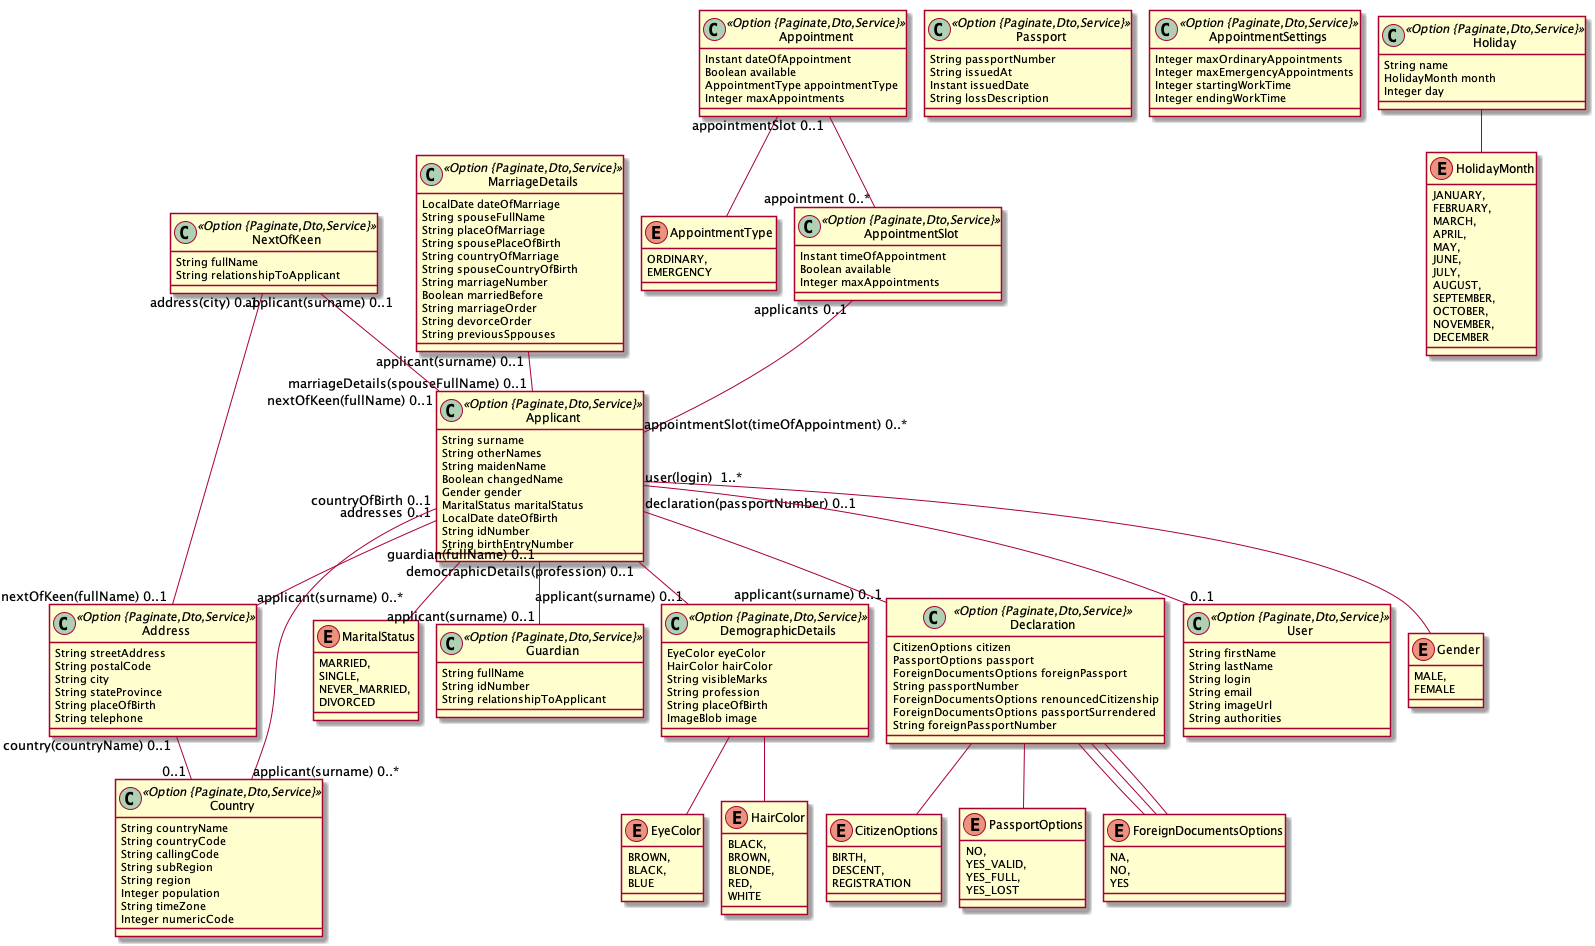 C «Option {Paginate,Dto,Service}»
Appointment
Instant dateOfAppointment
Boolean available
AppointmentType appointmentType
Integer maxAppointments
C «Option {Paginate,Dto,Service}»
Passport
String passportNumber
String issuedAt
Instant issuedDate
String lossDescription
C «Option {Paginate,Dto,Service}»
AppointmentSettings
Integer maxOrdinaryAppointments
Integer maxEmergencyAppointments
Integer startingWorkTime
Integer endingWorkTime
C «Option {Paginate,Dto,Service}»
Holiday
String name
HolidayMonth month
Integer day
appointmentSlot 0..1
C «Option {Paginate,Dto,Service}»
MarriageDetails
LocalDate dateOfMarriage
String spouseFullName
String placeOfMarriage
String spousePlaceOfBirth
String countryOfMarriage
String spouseCountryOfBirth
String marriageNumber
Boolean marriedBefore
String marriageOrder
String devorceOrder
String previousSppouses
E HolidayMonth
JANUARY,
FEBRUARY,
MARCH,
APRIL,
MAY,
JUNE,
JULY,
AUGUST,
SEPTEMBER,
OCTOBER,
NOVEMBER,
DECEMBER
appointment 0..*
C «Option {Paginate,Dto,Service}»
NextOfKeen
String fullName
String relationshipToApplicant
E AppointmentType
ORDINARY,
EMERGENCY
C «Option {Paginate,Dto,Service}»
AppointmentSlot
Instant timeOfAppointment
Boolean available
Integer maxAppointments
address(city) 0..1
applicant(surname) 0..1
applicants 0..1
applicant(surname) 0..1
marriageDetails(spouseFullName) 0..1
nextOfKeen(fullName) 0..1
C «Option {Paginate,Dto,Service}»
Applicant
String surname
String otherNames
String maidenName
Boolean changedName
Gender gender
MaritalStatus maritalStatus
LocalDate dateOfBirth
String idNumber
String birthEntryNumber
appointmentSlot(timeOfAppointment) 0..*
user(login)  1..*
declaration(passportNumber) 0..1
countryOfBirth 0..1
addresses 0..1
guardian(fullName) 0..1
demographicDetails(profession) 0..1
nextOfKeen(fullName) 0..1
applicant(surname) 0..*
applicant(surname) 0..1
applicant(surname) 0..1
applicant(surname) 0..1
0..1
C «Option {Paginate,Dto,Service}»
Address
String streetAddress
String postalCode
String city
String stateProvince
String placeOfBirth
String telephone
E MaritalStatus
MARRIED,
SINGLE,
NEVER_MARRIED,
DIVORCED
C «Option {Paginate,Dto,Service}»
Guardian
String fullName
String idNumber
String relationshipToApplicant
C «Option {Paginate,Dto,Service}»
DemographicDetails
EyeColor eyeColor
HairColor hairColor
String visibleMarks
String profession
String placeOfBirth
ImageBlob image
C «Option {Paginate,Dto,Service}»
Declaration
CitizenOptions citizen
PassportOptions passport
ForeignDocumentsOptions foreignPassport
String passportNumber
ForeignDocumentsOptions renouncedCitizenship
ForeignDocumentsOptions passportSurrendered
String foreignPassportNumber
C «Option {Paginate,Dto,Service}»
User
String firstName
String lastName
String login
String email
String imageUrl
String authorities
E Gender
MALE,
FEMALE
country(countryName) 0..1
0..1
applicant(surname) 0..*
C «Option {Paginate,Dto,Service}»
Country
String countryName
String countryCode
String callingCode
String subRegion
String region
Integer population
String timeZone
Integer numericCode
E EyeColor
BROWN,
BLACK,
BLUE
E HairColor
BLACK,
BROWN,
BLONDE,
RED,
WHITE
E CitizenOptions
BIRTH,
DESCENT,
REGISTRATION
E PassportOptions
NO,
YES_VALID,
YES_FULL,
YES_LOST
E ForeignDocumentsOptions
NA,
NO,
YES